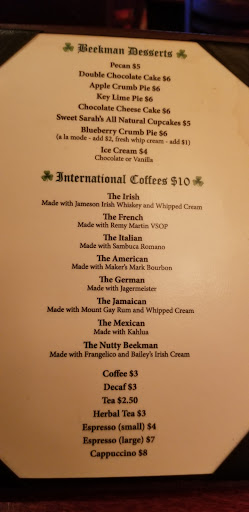 Beekman Desserts
Pecan $5
Double Chocolate Cake $6
Apple Crumb Pie $6
Key Lime Pie $6
Chocolate Cheese Cake $6
Sweet Sarah's All Natural Cupcakes $5
Blueberry Crumb Pie $6
(a la mode - add $2, fresh whip cream - add $1)
Ice Cream $4
Chocolate or Vanilla
International Coffees $10
The Irish
Made with Jameson Irish Whiskey and Whipped Cream
The French
Made with Remy Martin VSOP
The Italian
Made with Sambuca Romano
The American
Made with Maker's Mark Bourbon
The German
Made with Jagermeister
The Jamaican
Made with Mount Gay Rum and Whipped Cream
The Mexican
Made with Kahlua
The Nutty Beekman
Made with Frangelico and Bailey's Irish Cream
Coffee $3
Decaf $3
Tea $2.50
Herbal Tea $3
Espresso (small) $4
Espresso (large) $7
Cappuccino $8